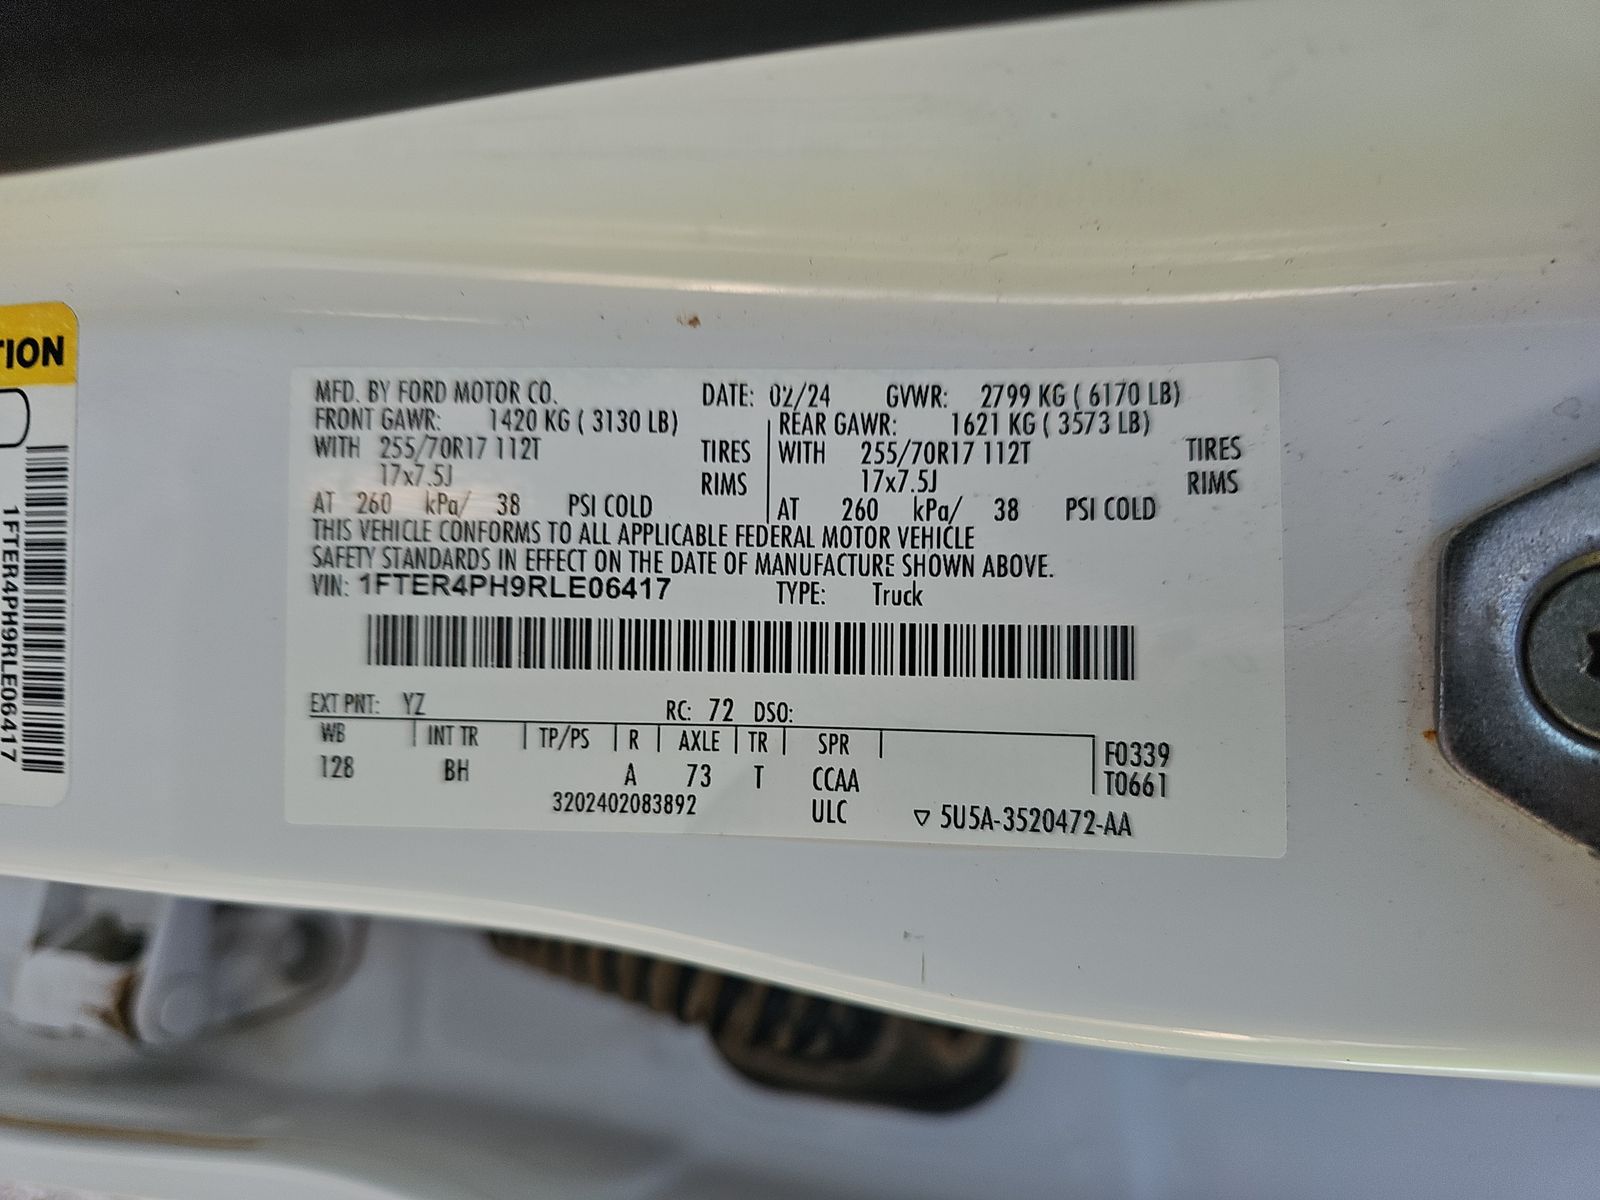 TION
1FTER4PH9RLE06417
MFD. BY FORD MOTOR CO. DATE: 02/24 GVWR: 2799 KG ( 6170 LB)
FRONT GAWR: 1420 KG ( 3130 LB) REAR GAWR: 1621 KG ( 3573 LB)
WITH 255/70R17 112T TIRES WITH 255/70R17 112T TIRES
17x7.5J RIMS 17x7.5J RIMS
AT 260 kPa/ 38 PSI COLD AT 260 kPa/ 38 PSI COLD
THIS VEHICLE CONFORMS TO ALL APPLICABLE FEDERAL MOTOR VEHICLE
SAFETY STANDARDS IN EFFECT ON THE DATE OF MANUFACTURE SHOWN ABOVE.
VIN: 1FTER4PH9RLE06417 TYPE: Truck
EXT PNT: YZ RC: 72 DSO:
WB INT TR TP/PS R AXLE TR SPR F0339
128 BH A 73 T CCAA T0661
3202402083892 ULC ▽ 5U5A-3520472-AA